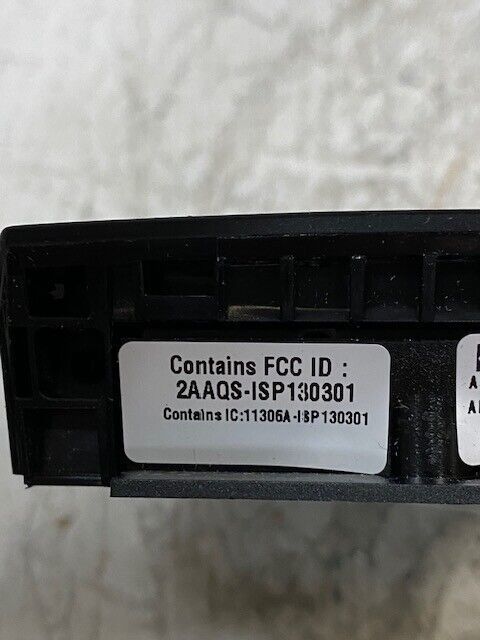 Contains FCC ID :
2AAQS-ISP130301
Contains IC:11306A-ISP130301